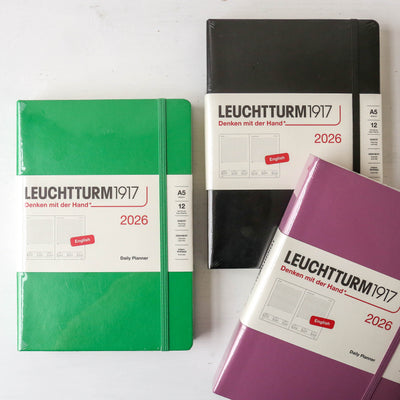 LEUCHTTURM1917
Denken mit der Hand®
2026
English
A5
12
LEUCHTTURM1917
Denken mit der Hand®
2026
English
Daily Planner
A5
12
LEUCHTTURM1917
Denken mit der Hand®
2026
English
Daily Planner